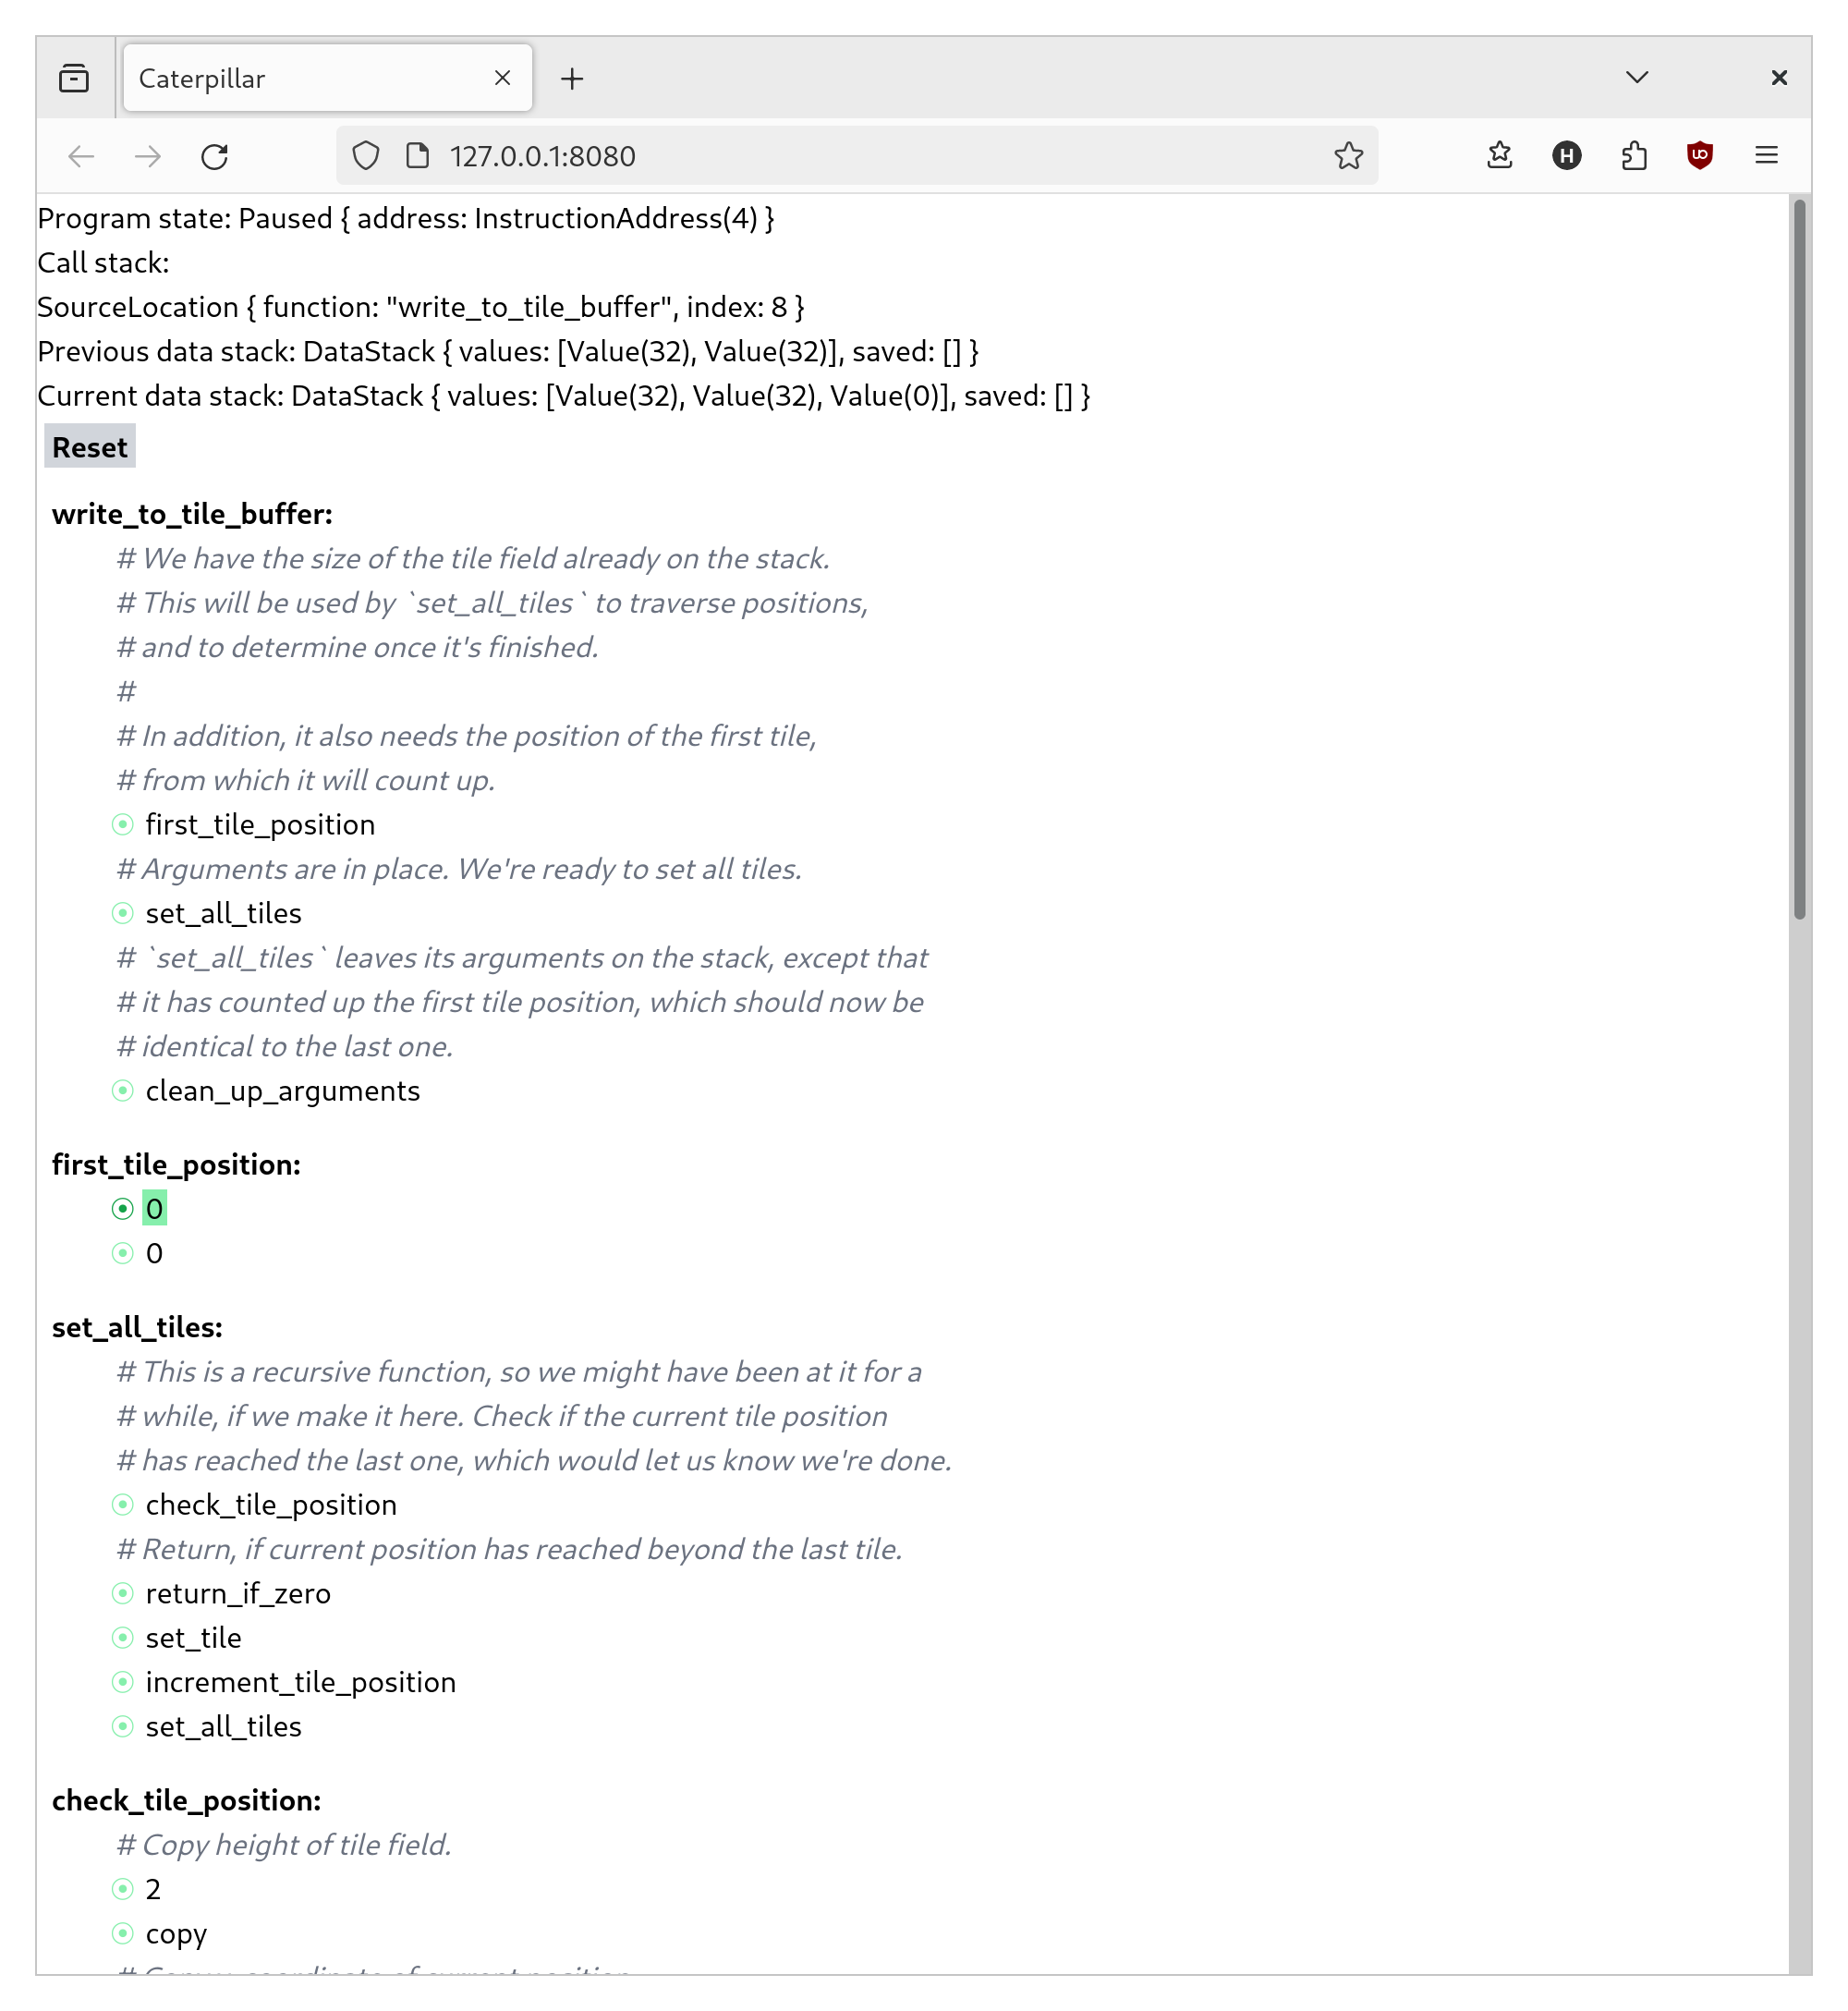 Caterpillar
127.0.0.1:8080
H
uo
Program state: Paused { address: InstructionAddress(4) }
Call stack:
SourceLocation { function: "write_to_tile_buffer", index: 8 }
Previous data stack: DataStack { values: [Value(32), Value(32)], saved: [] }
Current data stack: DataStack { values: [Value(32), Value(32), Value(0)], saved: [] }
Reset
write_to_tile_buffer:
# We have the size of the tile field already on the stack.
# This will be used by `set_all_tiles` to traverse positions,
# and to determine once it's finished.
#
# In addition, it also needs the position of the first tile,
# from which it will count up.
first_tile_position
# Arguments are in place. We're ready to set all tiles.
set_all_tiles
# `set_all_tiles` leaves its arguments on the stack, except that
# it has counted up the first tile position, which should now be
# identical to the last one.
clean_up_arguments
first_tile_position:
0
0
set_all_tiles:
# This is a recursive function, so we might have been at it for a
# while, if we make it here. Check if the current tile position
# has reached the last one, which would let us know we're done.
check_tile_position
# Return, if current position has reached beyond the last tile.
return_if_zero
set_tile
increment_tile_position
set_all_tiles
check_tile_position:
# Copy height of tile field.
2
copy